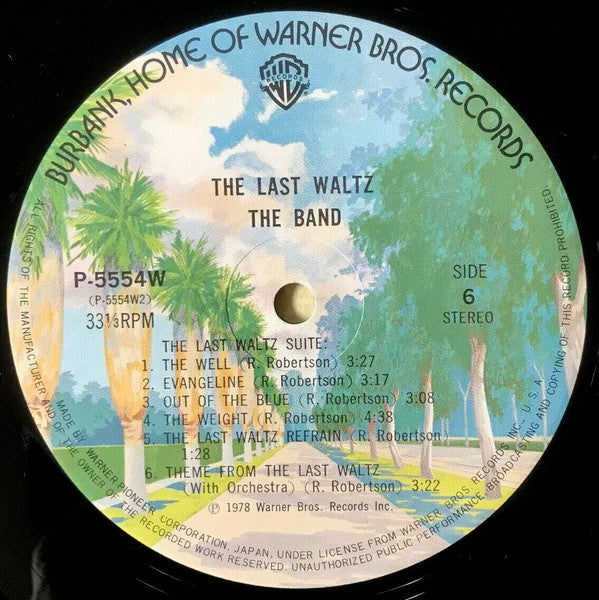 BURBANK, HOME OF WARNER BROS. RECORDS
RECORDS
THE LAST WALTZ
THE BAND
P-5554W
(P-5554W2)
33⅓RPM
SIDE
6
STEREO
THE LAST WALTZ SUITE:
1. THE WELL (R. Robertson) 3:27
2. EVANGELINE (R. Robertson) 3:17
3. OUT OF THE BLUE (R. Robertson) 3:08
4. THE WEIGHT (R. Robertson) 4:38
5. THE LAST WALTZ REFRAIN (R. Robertson)
1:28
6. THEME FROM THE LAST WALTZ
(With Orchestra) (R. Robertson) 3:22
Ⓟ 1978 Warner Bros. Records Inc.
MADE BY WARNER-PIONEER CORPORATION, JAPAN, UNDER LICENSE FROM WARNER BROS. RECORDS INC. U.S.A.
ALL RIGHTS OF THE MANUFACTURER AND OF THE OWNER OF THE RECORDED WORK RESERVED. UNAUTHORIZED PUBLIC PERFORMANCE, BROADCASTING AND COPYING OF THIS RECORD PROHIBITED